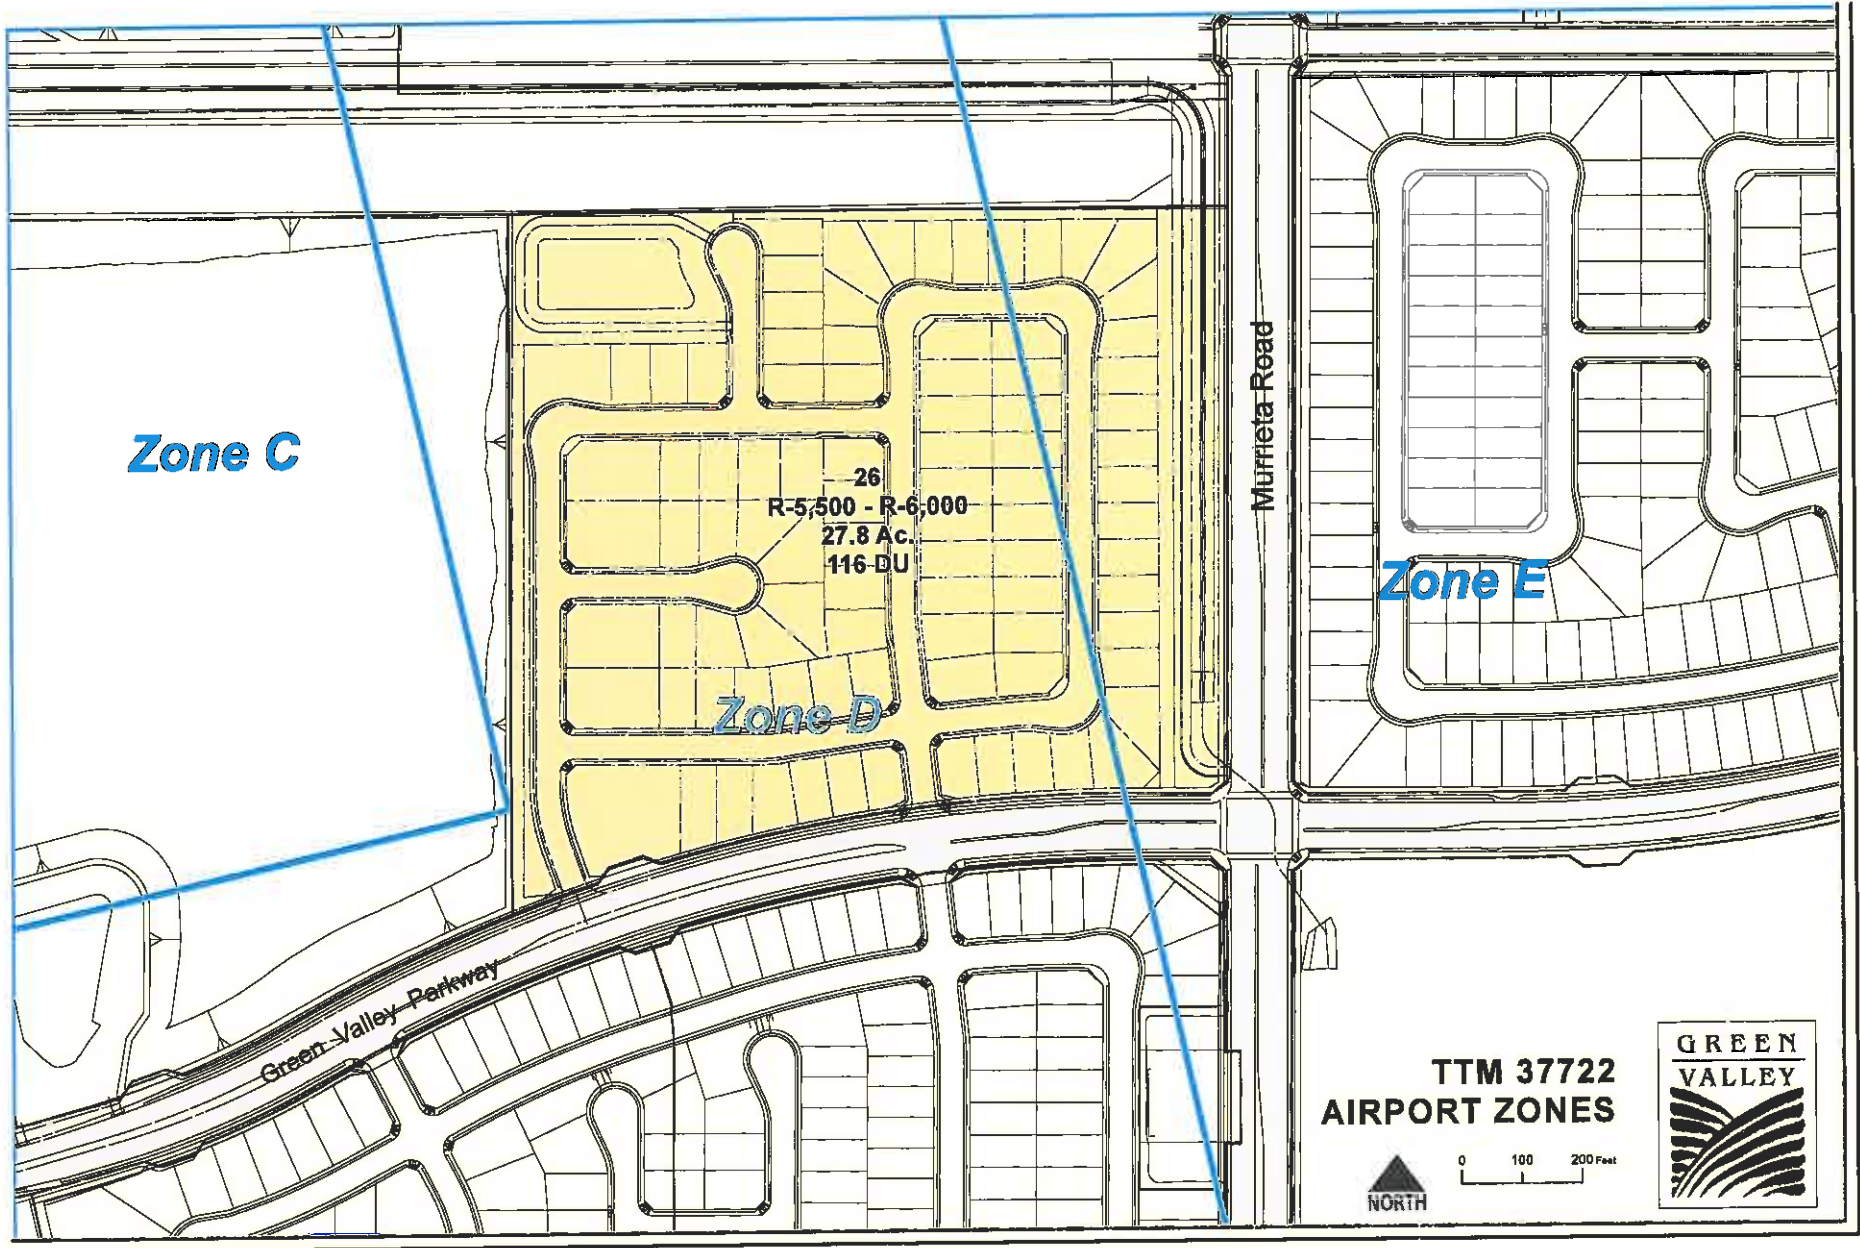 Zone C
26
R-5,500 - R-6,000
27.8 Ac.
116 DU
Zone D
Murrieta Road
Zone E
Green Valley Parkway
TTM 37722
AIRPORT ZONES
0 100 200 Feet
NORTH
GREEN
VALLEY